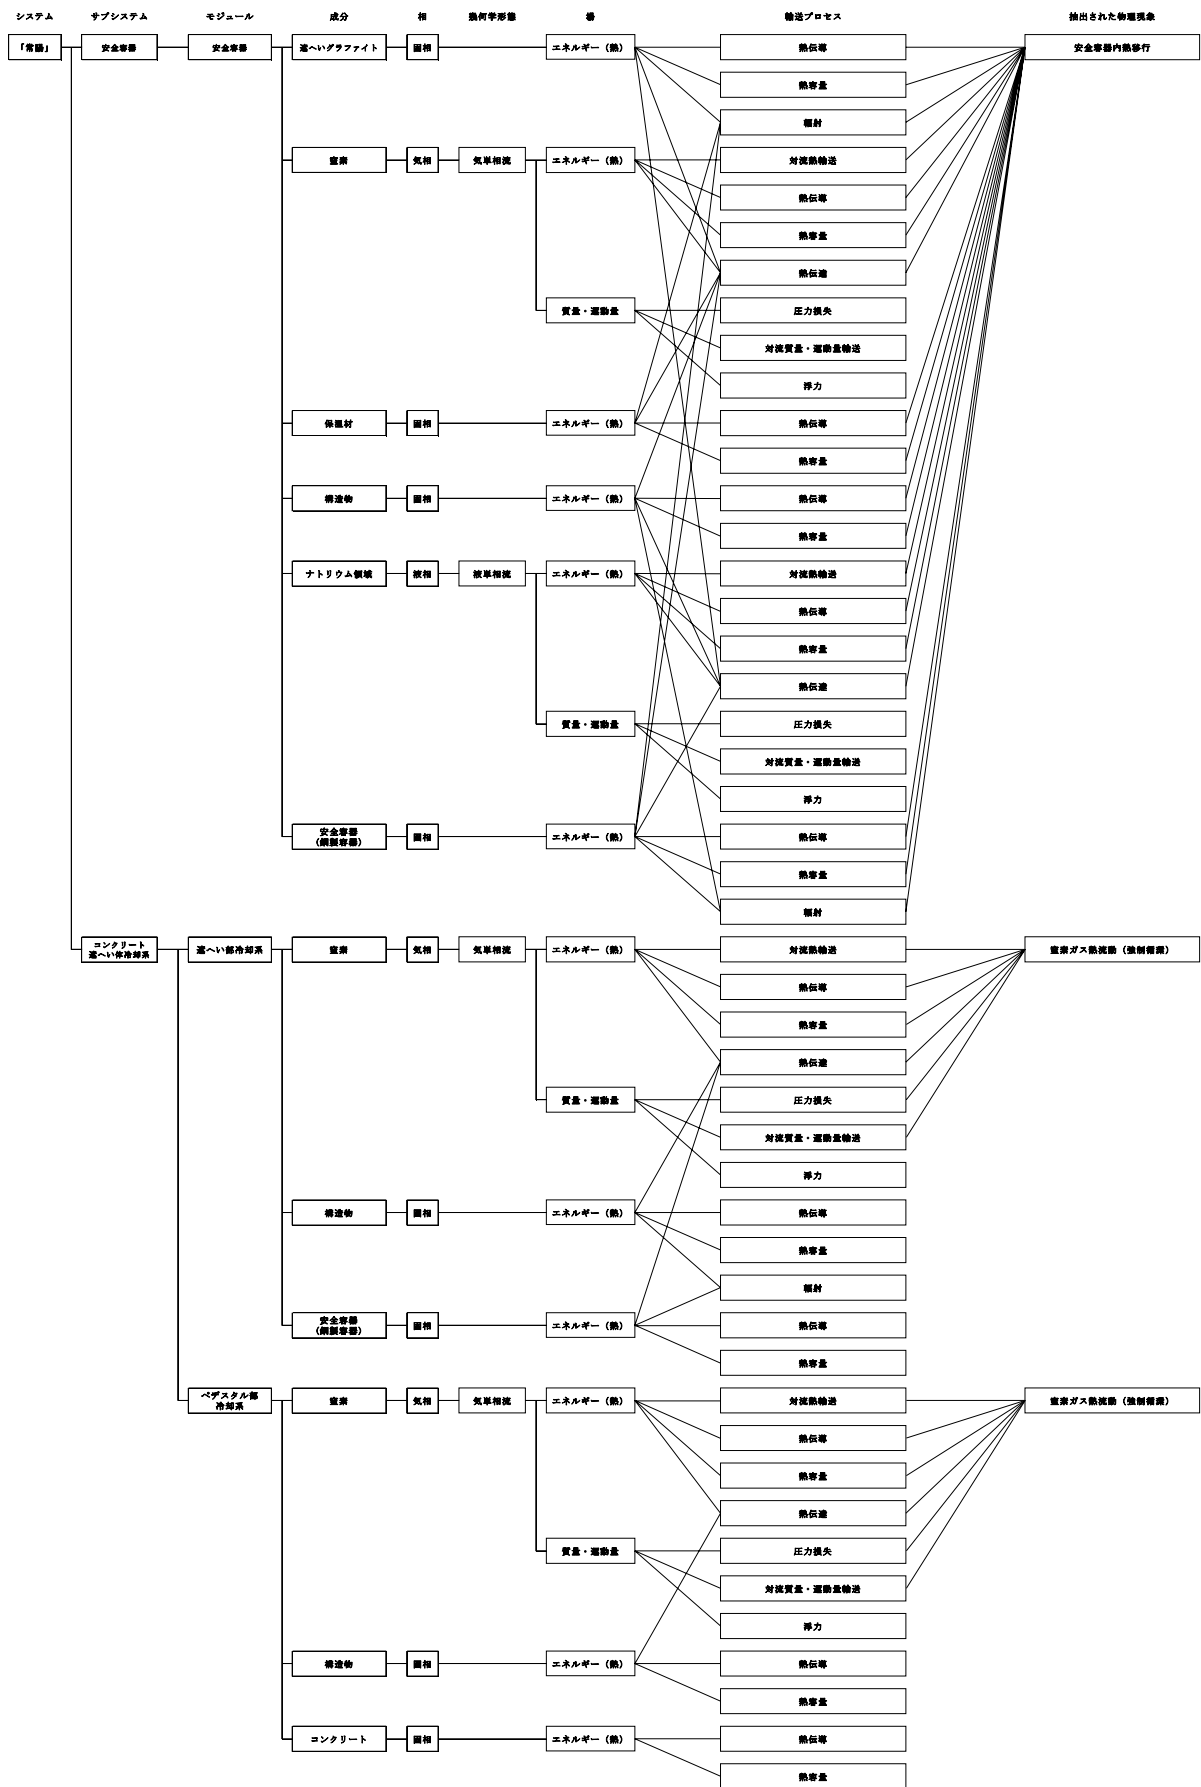 システム サブシステム モジュール 成分 相 幾何学形態 場 輸送プロセス 抽出された物理現象
「常陽」 安全容器 安全容器 遮へいグラファイト 固相 エネルギー（熱） 熱伝導 安全容器内熱移行
熱容量
輻射
窒素 気相 気単相流 エネルギー（熱） 対流熱輸送
熱伝導
熱容量
熱伝達
質量・運動量 圧力損失
対流質量・運動量輸送
浮力
保温材 固相 エネルギー（熱） 熱伝導
熱容量
構造物 固相 エネルギー（熱） 熱伝導
熱容量
ナトリウム領域 液相 液単相流 エネルギー（熱） 対流熱輸送
熱伝導
熱容量
熱伝達
質量・運動量 圧力損失
対流質量・運動量輸送
浮力
安全容器
（鋼製容器） 固相 エネルギー（熱） 熱伝導
熱容量
輻射
コンクリート
遮へい体冷却系 遮へい部冷却系 窒素 気相 気単相流 エネルギー（熱） 対流熱輸送 窒素ガス熱流動（強制循環）
熱伝導
熱容量
熱伝達
質量・運動量 圧力損失
対流質量・運動量輸送
浮力
構造物 固相 エネルギー（熱） 熱伝導
熱容量
輻射
安全容器
（鋼製容器） 固相 エネルギー（熱） 熱伝導
熱容量
ペデスタル部
冷却系 窒素 気相 気単相流 エネルギー（熱） 対流熱輸送 窒素ガス熱流動（強制循環）
熱伝導
熱容量
熱伝達
質量・運動量 圧力損失
対流質量・運動量輸送
浮力
構造物 固相 エネルギー（熱） 熱伝導
熱容量
コンクリート 固相 エネルギー（熱） 熱伝導
熱容量